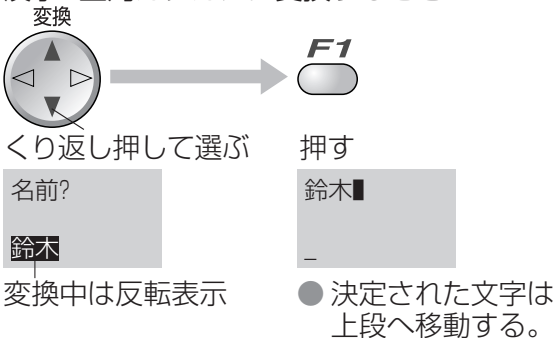 変換
F1
くり返し押して選ぶ
押す
名前?
鈴木
鈴木
変換中は反転表示
● 決定された文字は
上段へ移動する。